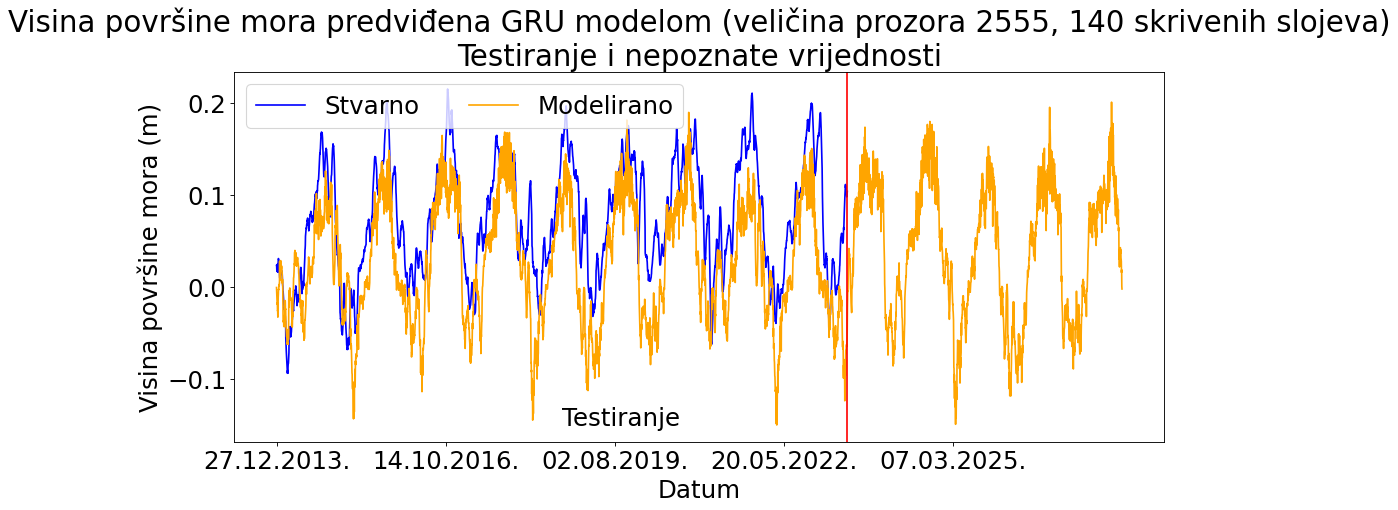 Visina površine mora predviđena GRU modelom (veličina prozora 2555, 140 skrivenih slojeva)
Testiranje i nepoznate vrijednosti
Stvarno Modelirano
Visina površine mora (m)
0.2
0.1
0.0
−0.1
Testiranje
27.12.2013. 14.10.2016. 02.08.2019. 20.05.2022. 07.03.2025.
Datum